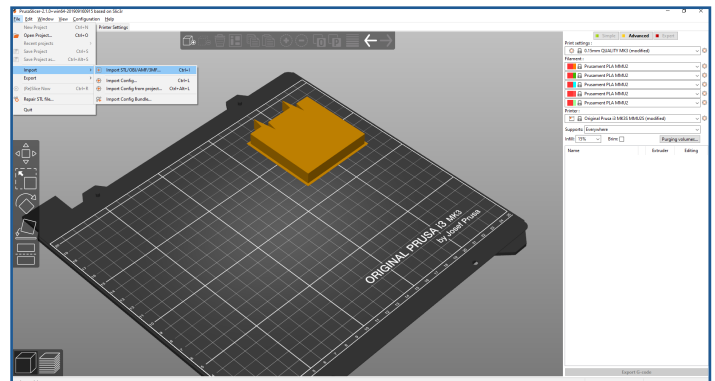 PrusaSlicer-2.1.0+win64-201909160915 based on Slic3r
File Edit Window View Configuration Help
New Project Ctrl+N
Open Project... Ctrl+O
Recent projects
Save Project Ctrl+S
Save Project as... Ctrl+Alt+S
Import
Export
(Re)Slice Now Ctrl+R
Repair STL file...
Quit
Import STL/OBJ/AMF/3MF... Ctrl+I
Import Config... Ctrl+L
Import Config from project... Ctrl+Alt+L
Import Config Bundle...
Printer Settings
ORIGINAL PRUSA i3 MK3
by Josef Prusa
Simple Advanced Expert
Print settings :
0.15mm QUALITY MK3 (modified)
Filament :
Prusament PLA MMU2
Prusament PLA MMU2
Prusament PLA MMU2
Prusament PLA MMU2
Prusament PLA MMU2
Printer :
Original Prusa i3 MK3S MMU2S (modified)
Supports: Everywhere
Infill: 15% Brim: Purging volumes...
Name Extruder Editing
Export G-code